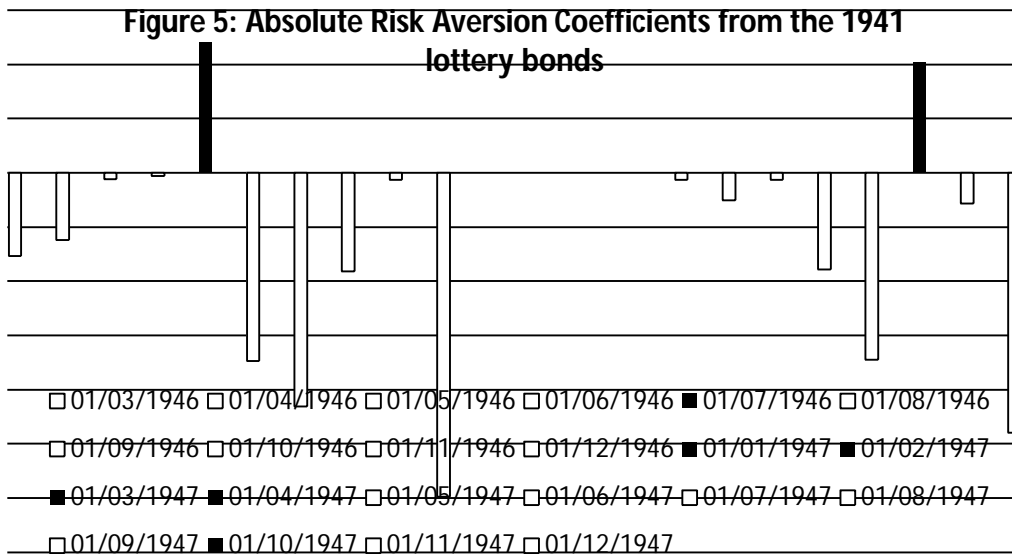 Figure 5: Absolute Risk Aversion Coefficients from the 1941
lottery bonds
01/03/1946 01/04/1946 01/05/1946 01/06/1946 01/07/1946 01/08/1946
01/09/1946 01/10/1946 01/11/1946 01/12/1946 01/01/1947 01/02/1947
01/03/1947 01/04/1947 01/05/1947 01/06/1947 01/07/1947 01/08/1947
01/09/1947 01/10/1947 01/11/1947 01/12/1947